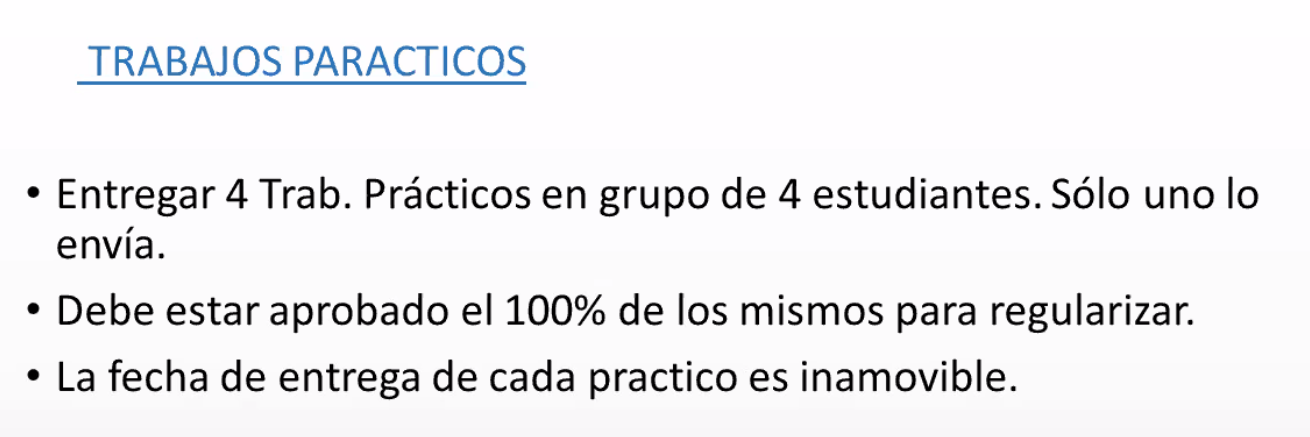 TRABAJOS PARACTICOS
• Entregar 4 Trab. Prácticos en grupo de 4 estudiantes. Sólo uno lo
envía.
• Debe estar aprobado el 100% de los mismos para regularizar.
• La fecha de entrega de cada practico es inamovible.